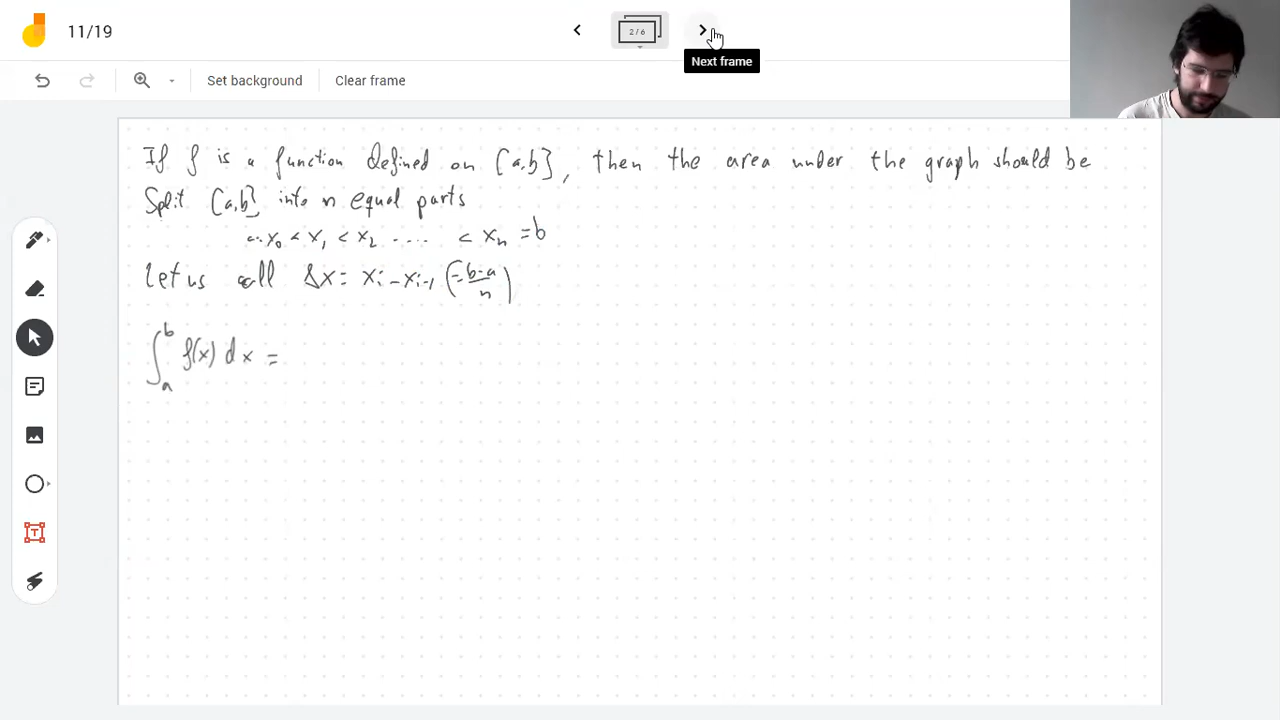 11/19
2 / 6
Next frame
Set background
Clear frame
If f is a function defined on [a,b], then the area under the graph should be
Split [a,b] into n equal parts
a= x₀ < x₁ < x₂ .... < xₙ = b
Let us call Δx = xᵢ - xᵢ₋₁ (= b-a/n)
∫ₐᵇ f(x) dx =
T